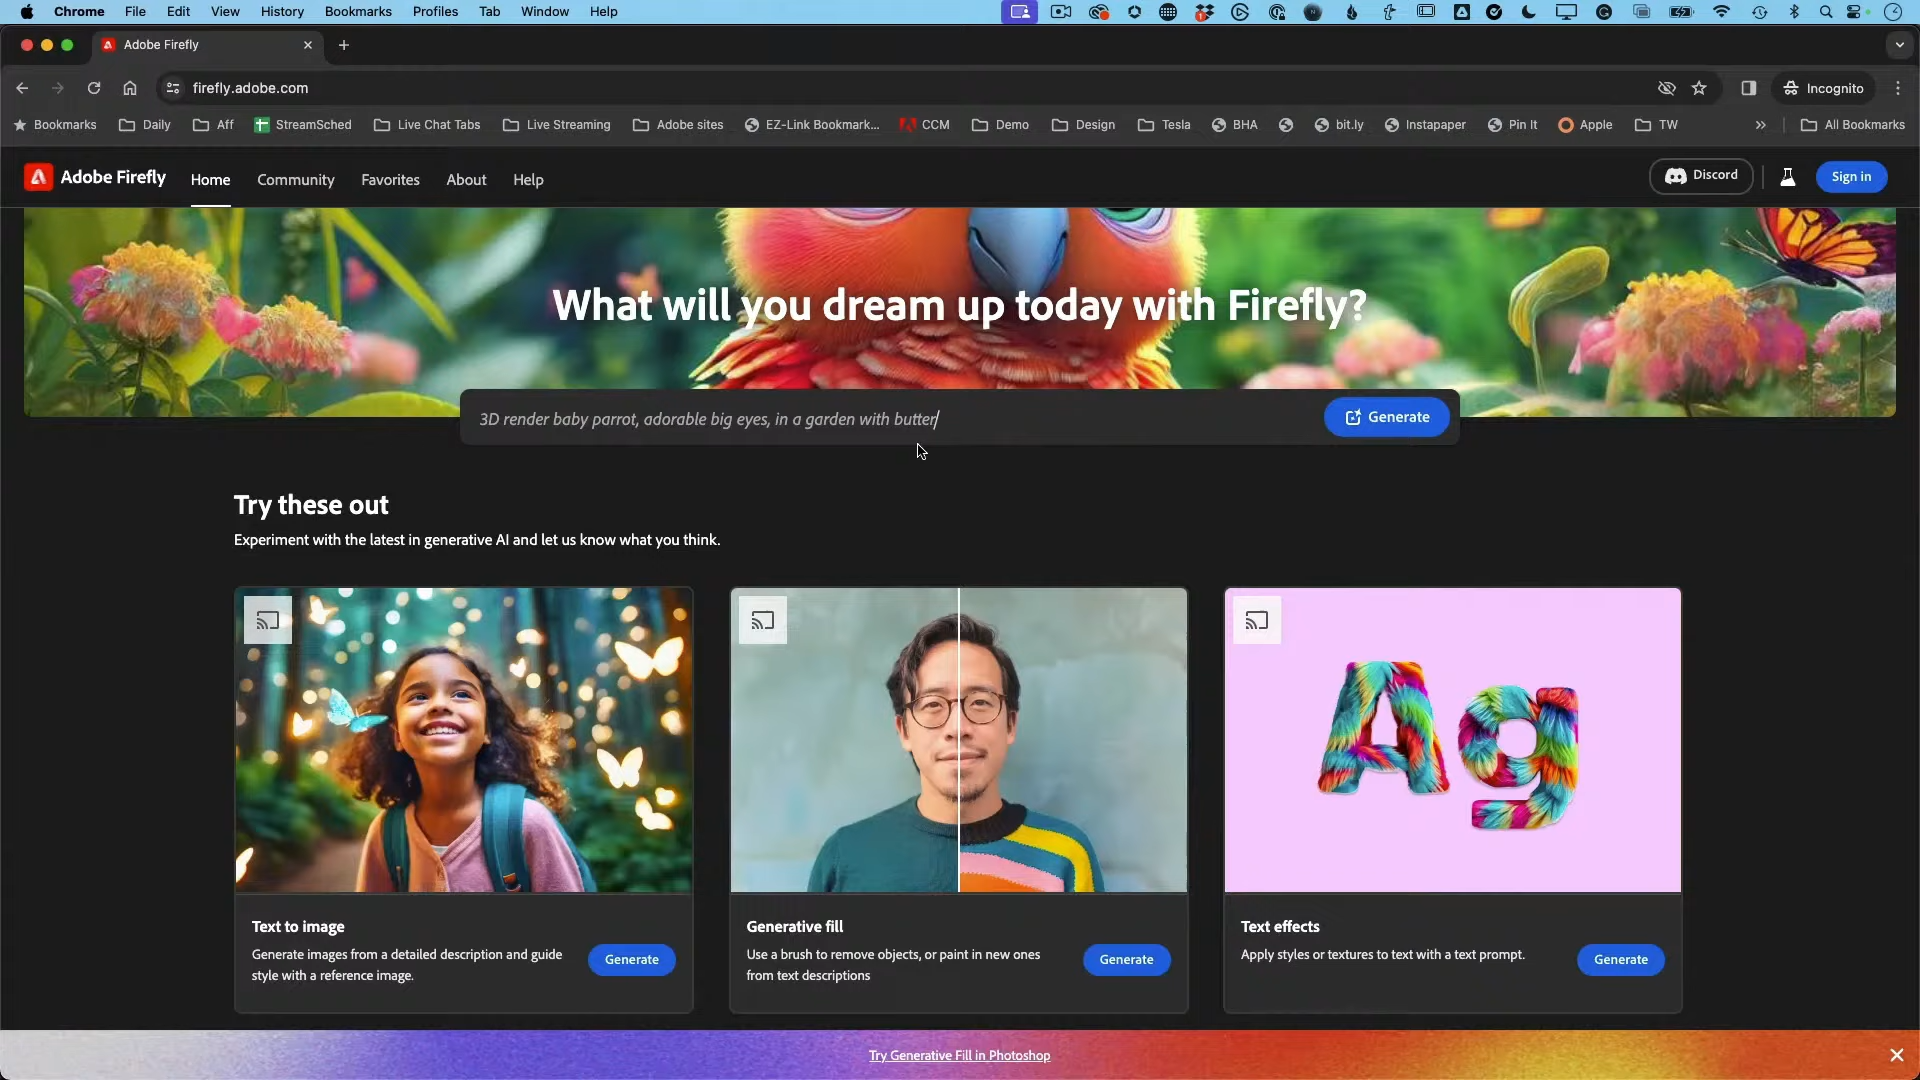 Chrome File Edit View History Bookmarks Profiles Tab Window Help
Adobe Firefly
firefly.adobe.com
Incognito
Bookmarks Daily Aff StreamSched Live Chat Tabs Live Streaming Adobe sites EZ-Link Bookmark... CCM Demo Design Tesla BHA bit.ly Instapaper Pin It Apple TW » All Bookmarks
Adobe Firefly Home Community Favorites About Help Discord Sign in
What will you dream up today with Firefly?
3D render baby parrot, adorable big eyes, in a garden with butter
Generate
Try these out
Experiment with the latest in generative AI and let us know what you think.
Ag
Text to image
Generate images from a detailed description and guide
style with a reference image.
Generate
Generative fill
Use a brush to remove objects, or paint in new ones
from text descriptions
Generate
Text effects
Apply styles or textures to text with a text prompt.
Generate
Try Generative Fill in Photoshop